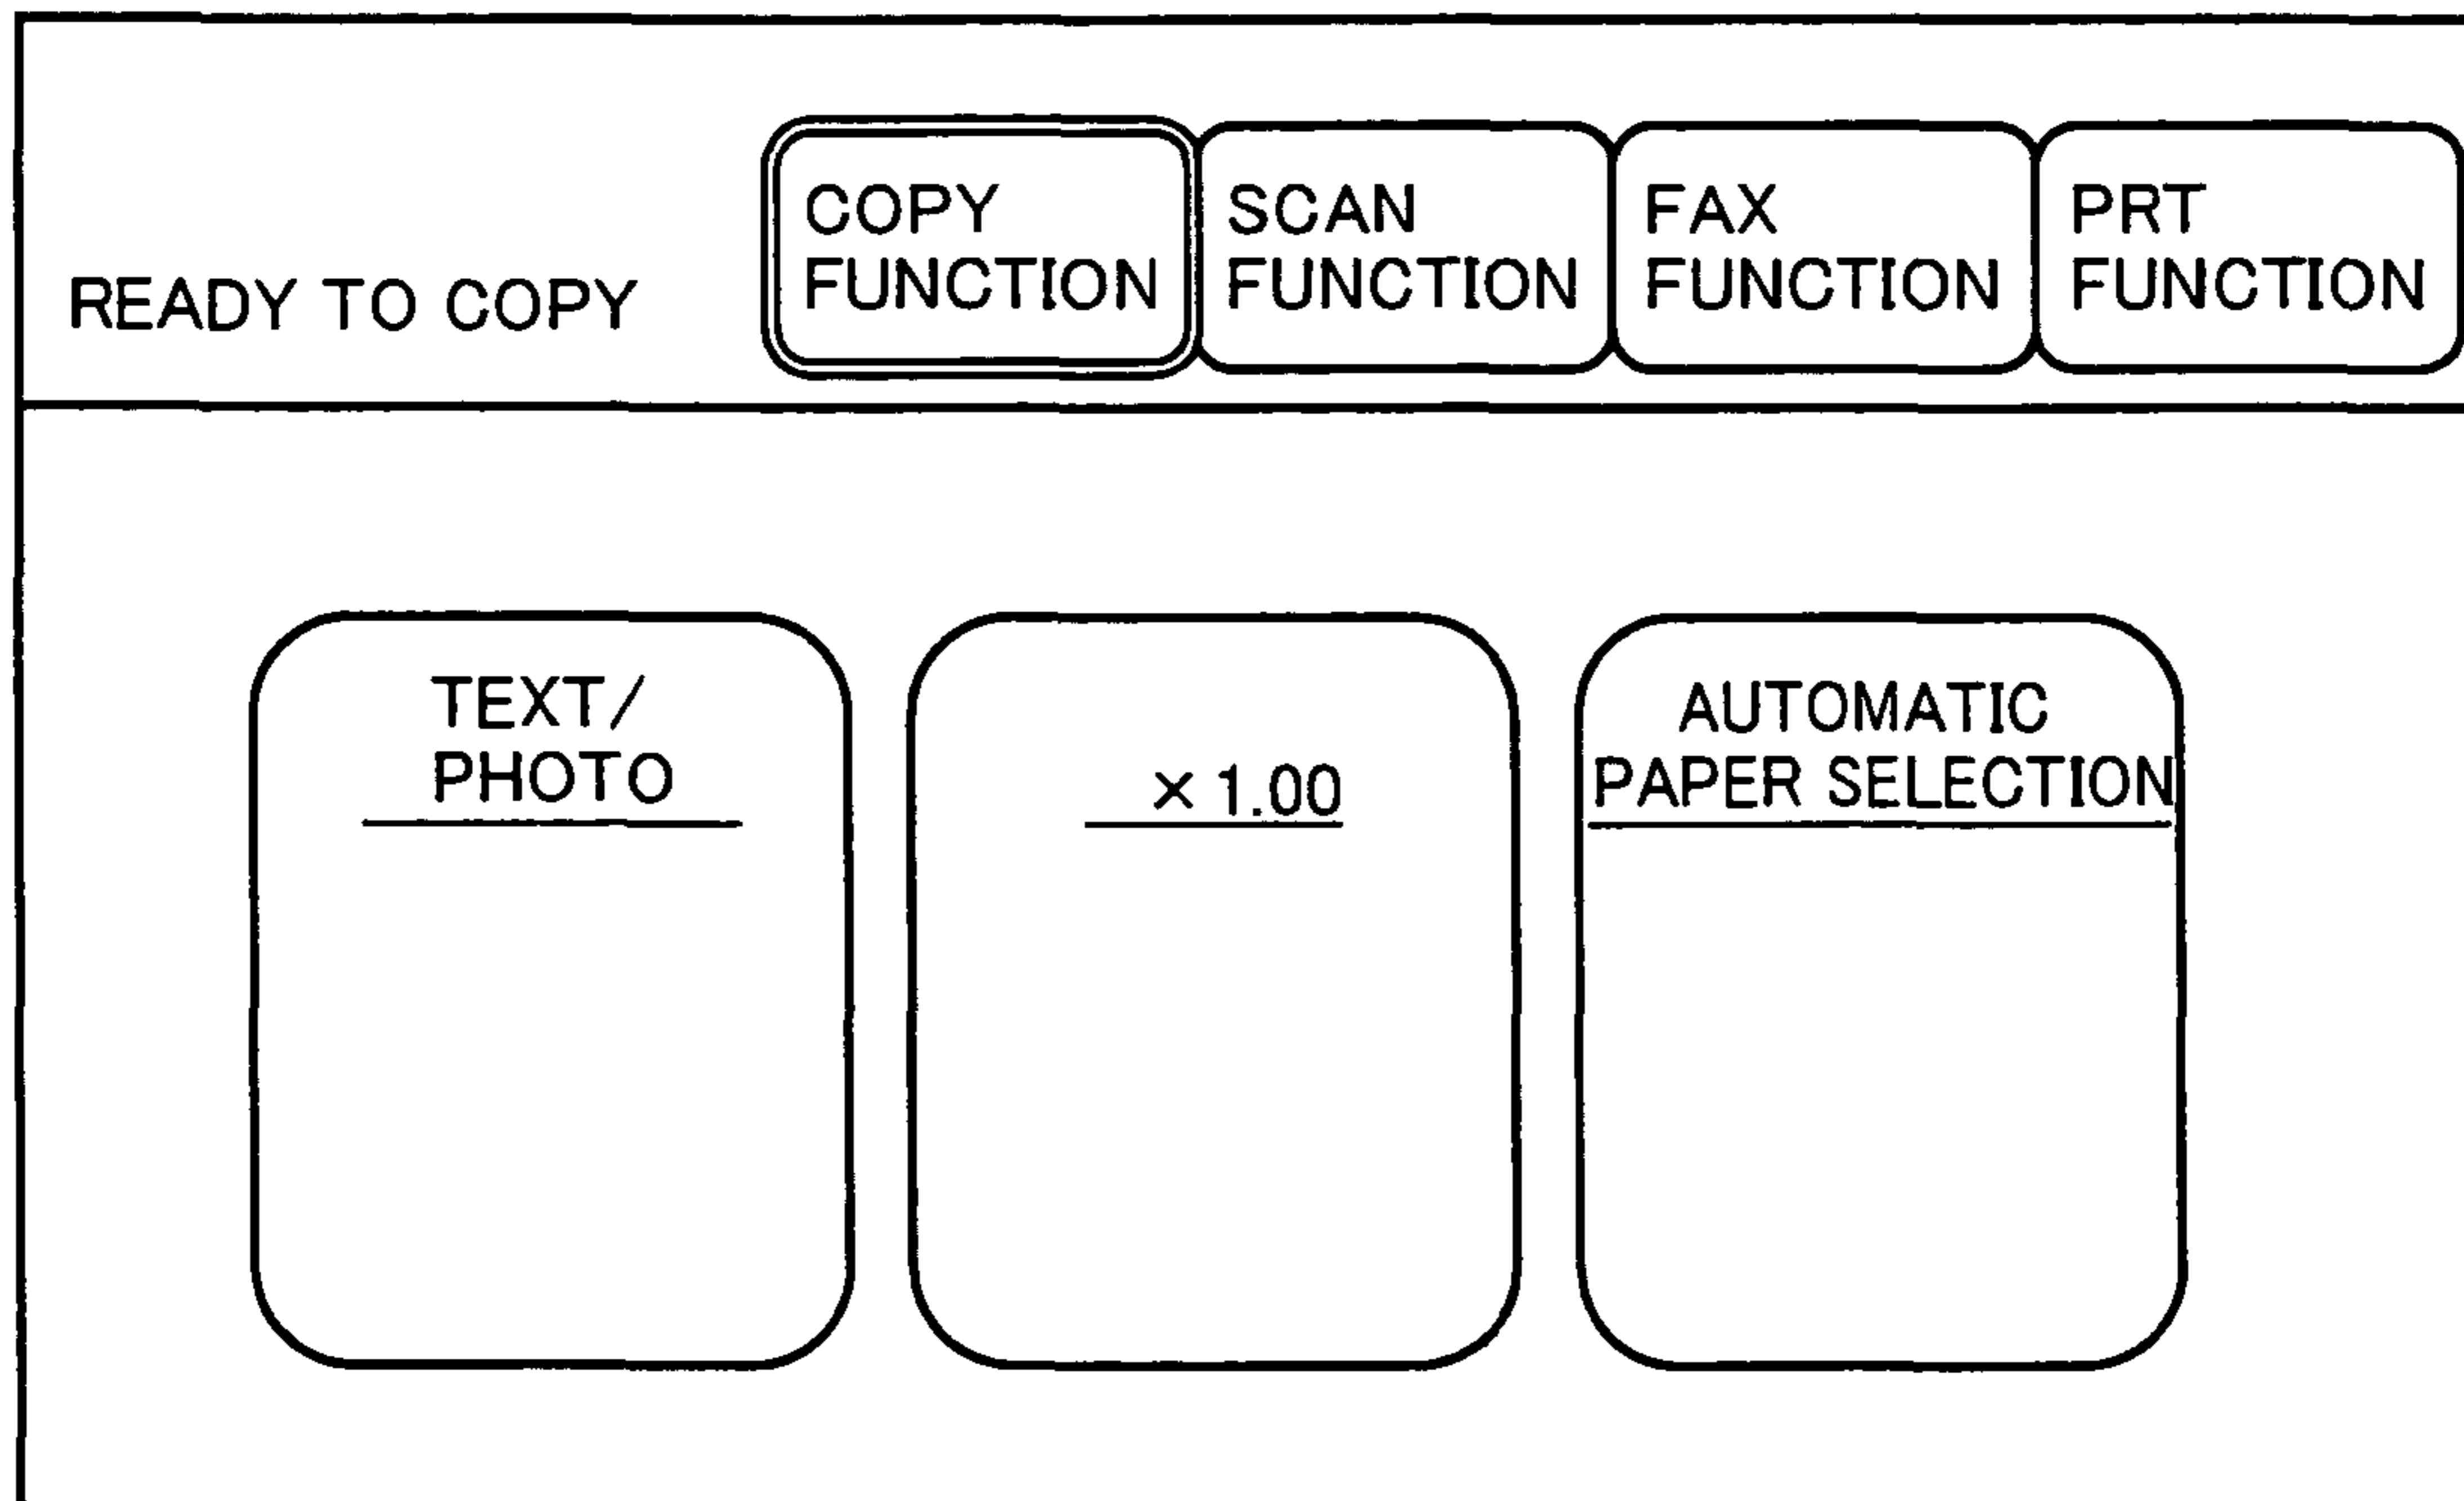 READY TO COPY
COPY
FUNCTION
SCAN
FUNCTION
FAX
FUNCTION
PRT
FUNCTION
TEXT/
PHOTO
× 1.00
AUTOMATIC
PAPER SELECTION